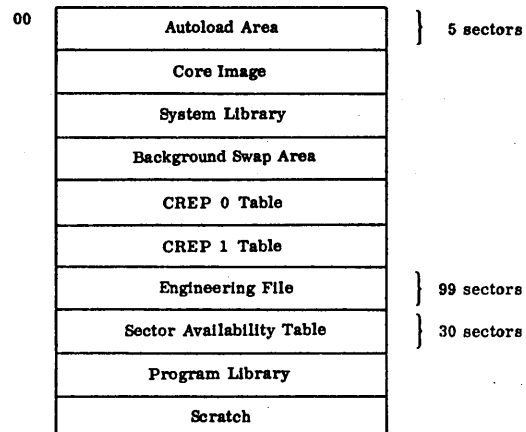 00
Autoload Area 5 sectors
Core Image
System Library
Background Swap Area
CREP 0 Table
CREP 1 Table
Engineering File 99 sectors
Sector Availability Table 30 sectors
Program Library
Scratch